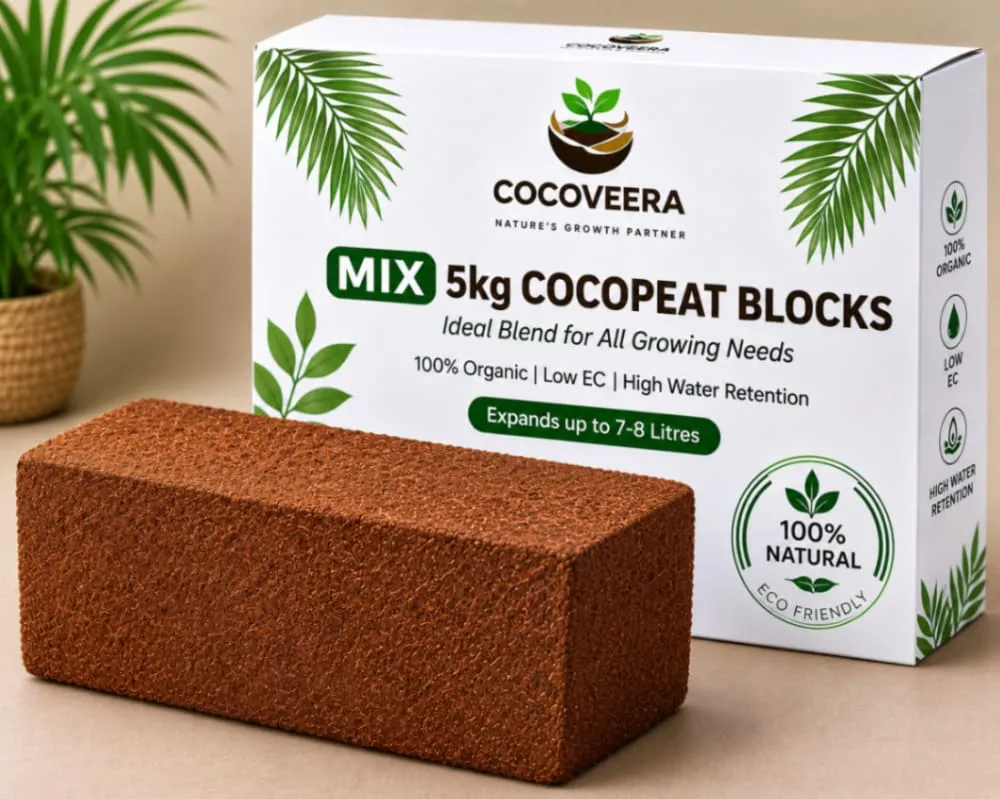 COCOVEERA
COCOVEERA
NATURE'S GROWTH PARTNER
MIX 5kg COCOPEAT BLOCKS
Ideal Blend for All Growing Needs
100% Organic | Low EC | High Water Retention
Expands up to 7-8 Litres
100%
NATURAL
ECO FRIENDLY
100%
ORGANIC
LOW
EC
HIGH WATER
RETENTION